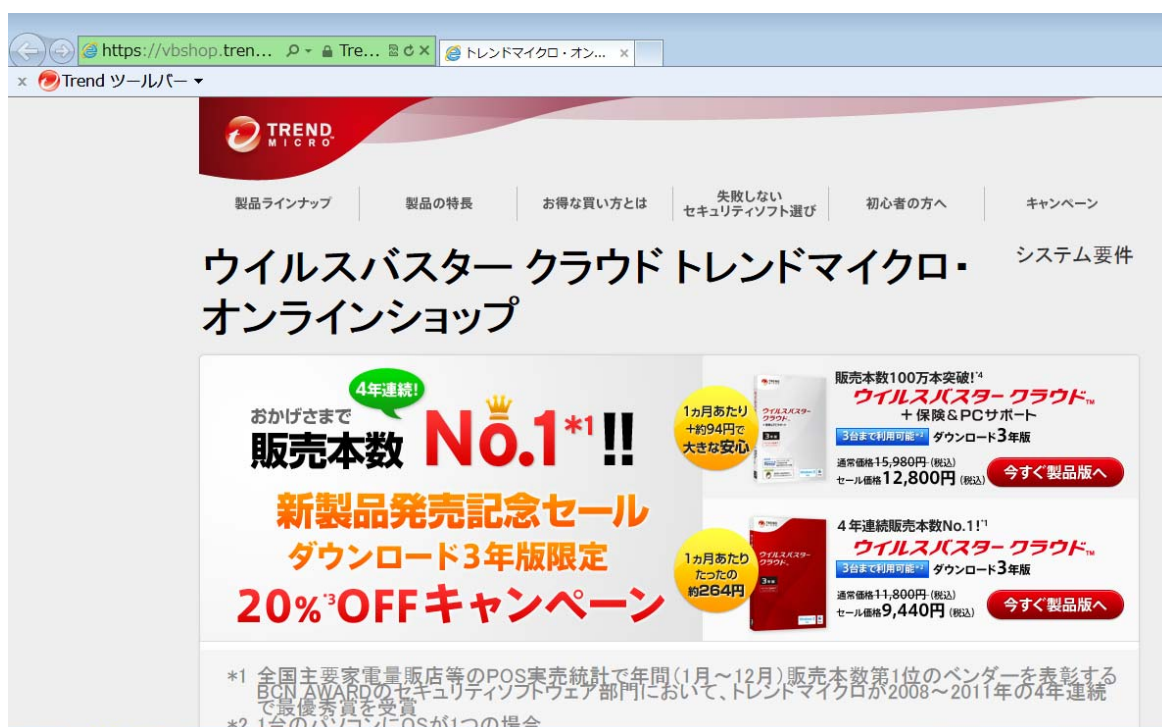 https://vbshop.tren... Tre... トレンドマイクロ・オン...
Trend ツールバー
TREND
MICRO
製品ラインナップ 製品の特長 お得な買い方とは 失敗しない
セキュリティソフト選び 初心者の方へ キャンペーン
ウイルスバスター クラウド トレンドマイクロ・
オンラインショップ
システム要件
4年連続!
おかげさまで
販売本数 No.1*1!!
新製品発売記念セール
ダウンロード3年版限定
20%*3OFFキャンペーン
1ヵ月あたり
+約94円で
大きな安心
販売本数100万本突破!*4
ウイルスバスター クラウド™
+保険&PCサポート
3台まで利用可能*2 ダウンロード3年版
通常価格15,980円(税込)
セール価格12,800円(税込)
今すぐ製品版へ
1ヵ月あたり
たったの
約264円
4年連続販売本数No.1!*1
ウイルスバスター クラウド™
3台まで利用可能*2 ダウンロード3年版
通常価格11,800円(税込)
セール価格9,440円(税込)
今すぐ製品版へ
*1 全国主要家電量販店等のPOS実売統計で年間(1月~12月)販売本数第1位のベンダーを表彰する
BCN AWARDのセキュリティソフトウェア部門において、トレンドマイクロが2008~2011年の4年連続
で最優秀賞を受賞
*2 1台のパソコンにOSが1つの場合